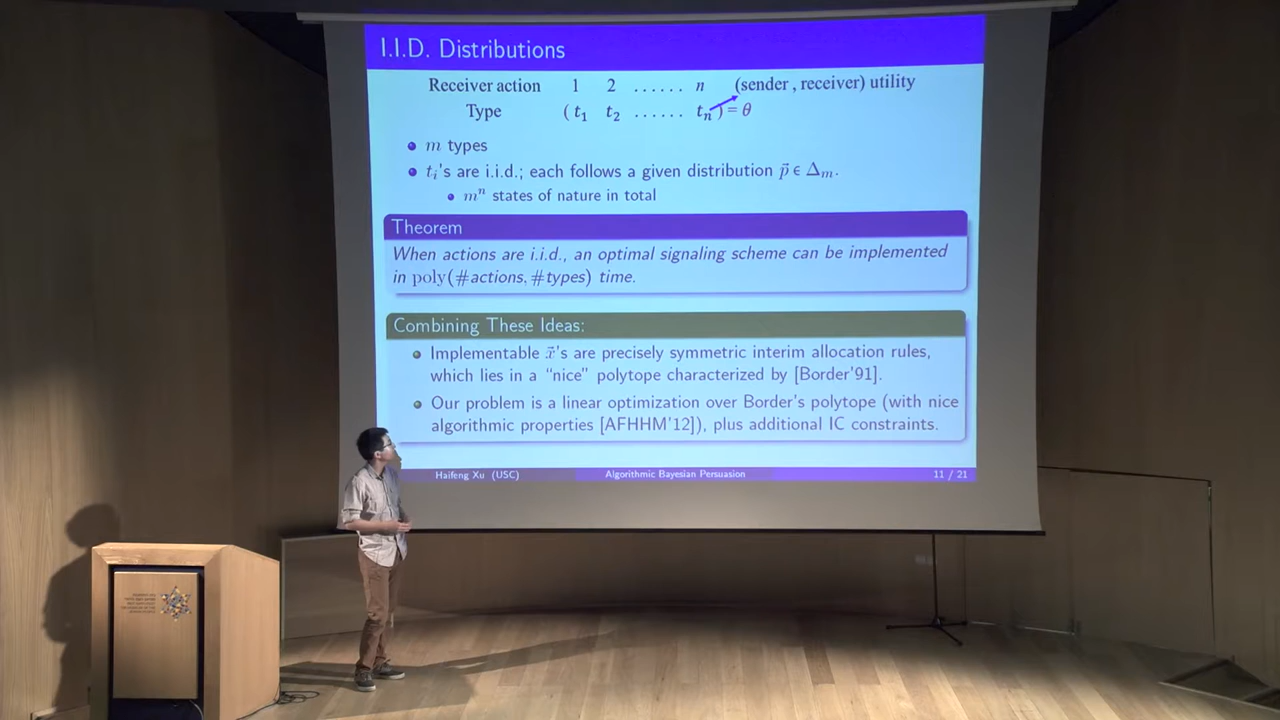 I.I.D. Distributions
Receiver action 1 2 ...... n (sender , receiver) utility
Type ( t₁ t₂ ...... tₙ ) = θ
m types
tᵢ's are i.i.d.; each follows a given distribution p⃗ ∈ Δₘ.
mⁿ states of nature in total
Theorem
When actions are i.i.d., an optimal signaling scheme can be implemented
in poly(#actions, #types) time.
Combining These Ideas:
Implementable x⃗'s are precisely symmetric interim allocation rules,
which lies in a “nice” polytope characterized by [Border'91].
Our problem is a linear optimization over Border's polytope (with nice
algorithmic properties [AFHHM'12]), plus additional IC constraints.
Haifeng Xu (USC) Algorithmic Bayesian Persuasion 11 / 21